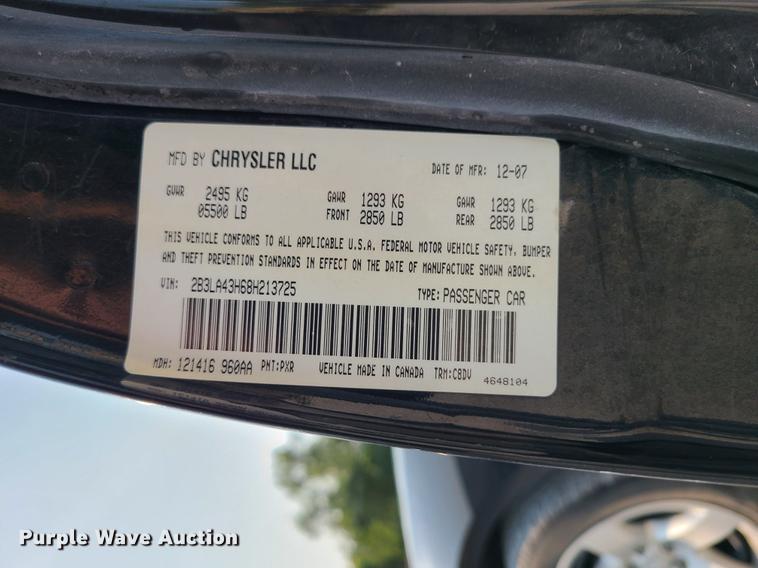 MFD BY CHRYSLER LLC DATE OF MFR: 12-07
GVWR 2495 KG GAWR 1293 KG GAWR 1293 KG
05500 LB FRONT 2850 LB REAR 2850 LB
THIS VEHICLE CONFORMS TO ALL APPLICABLE U.S.A. FEDERAL MOTOR VEHICLE SAFETY, BUMPER
AND THEFT PREVENTION STANDARDS IN EFFECT ON THE DATE OF MANUFACTURE SHOWN ABOVE.
VIN: 2B3LA43H68H213725 TYPE: PASSENGER CAR
MDH: 121416 960AA PNT:PXR VEHICLE MADE IN CANADA TRM:C8DV
4648104
Purple Wave Auction